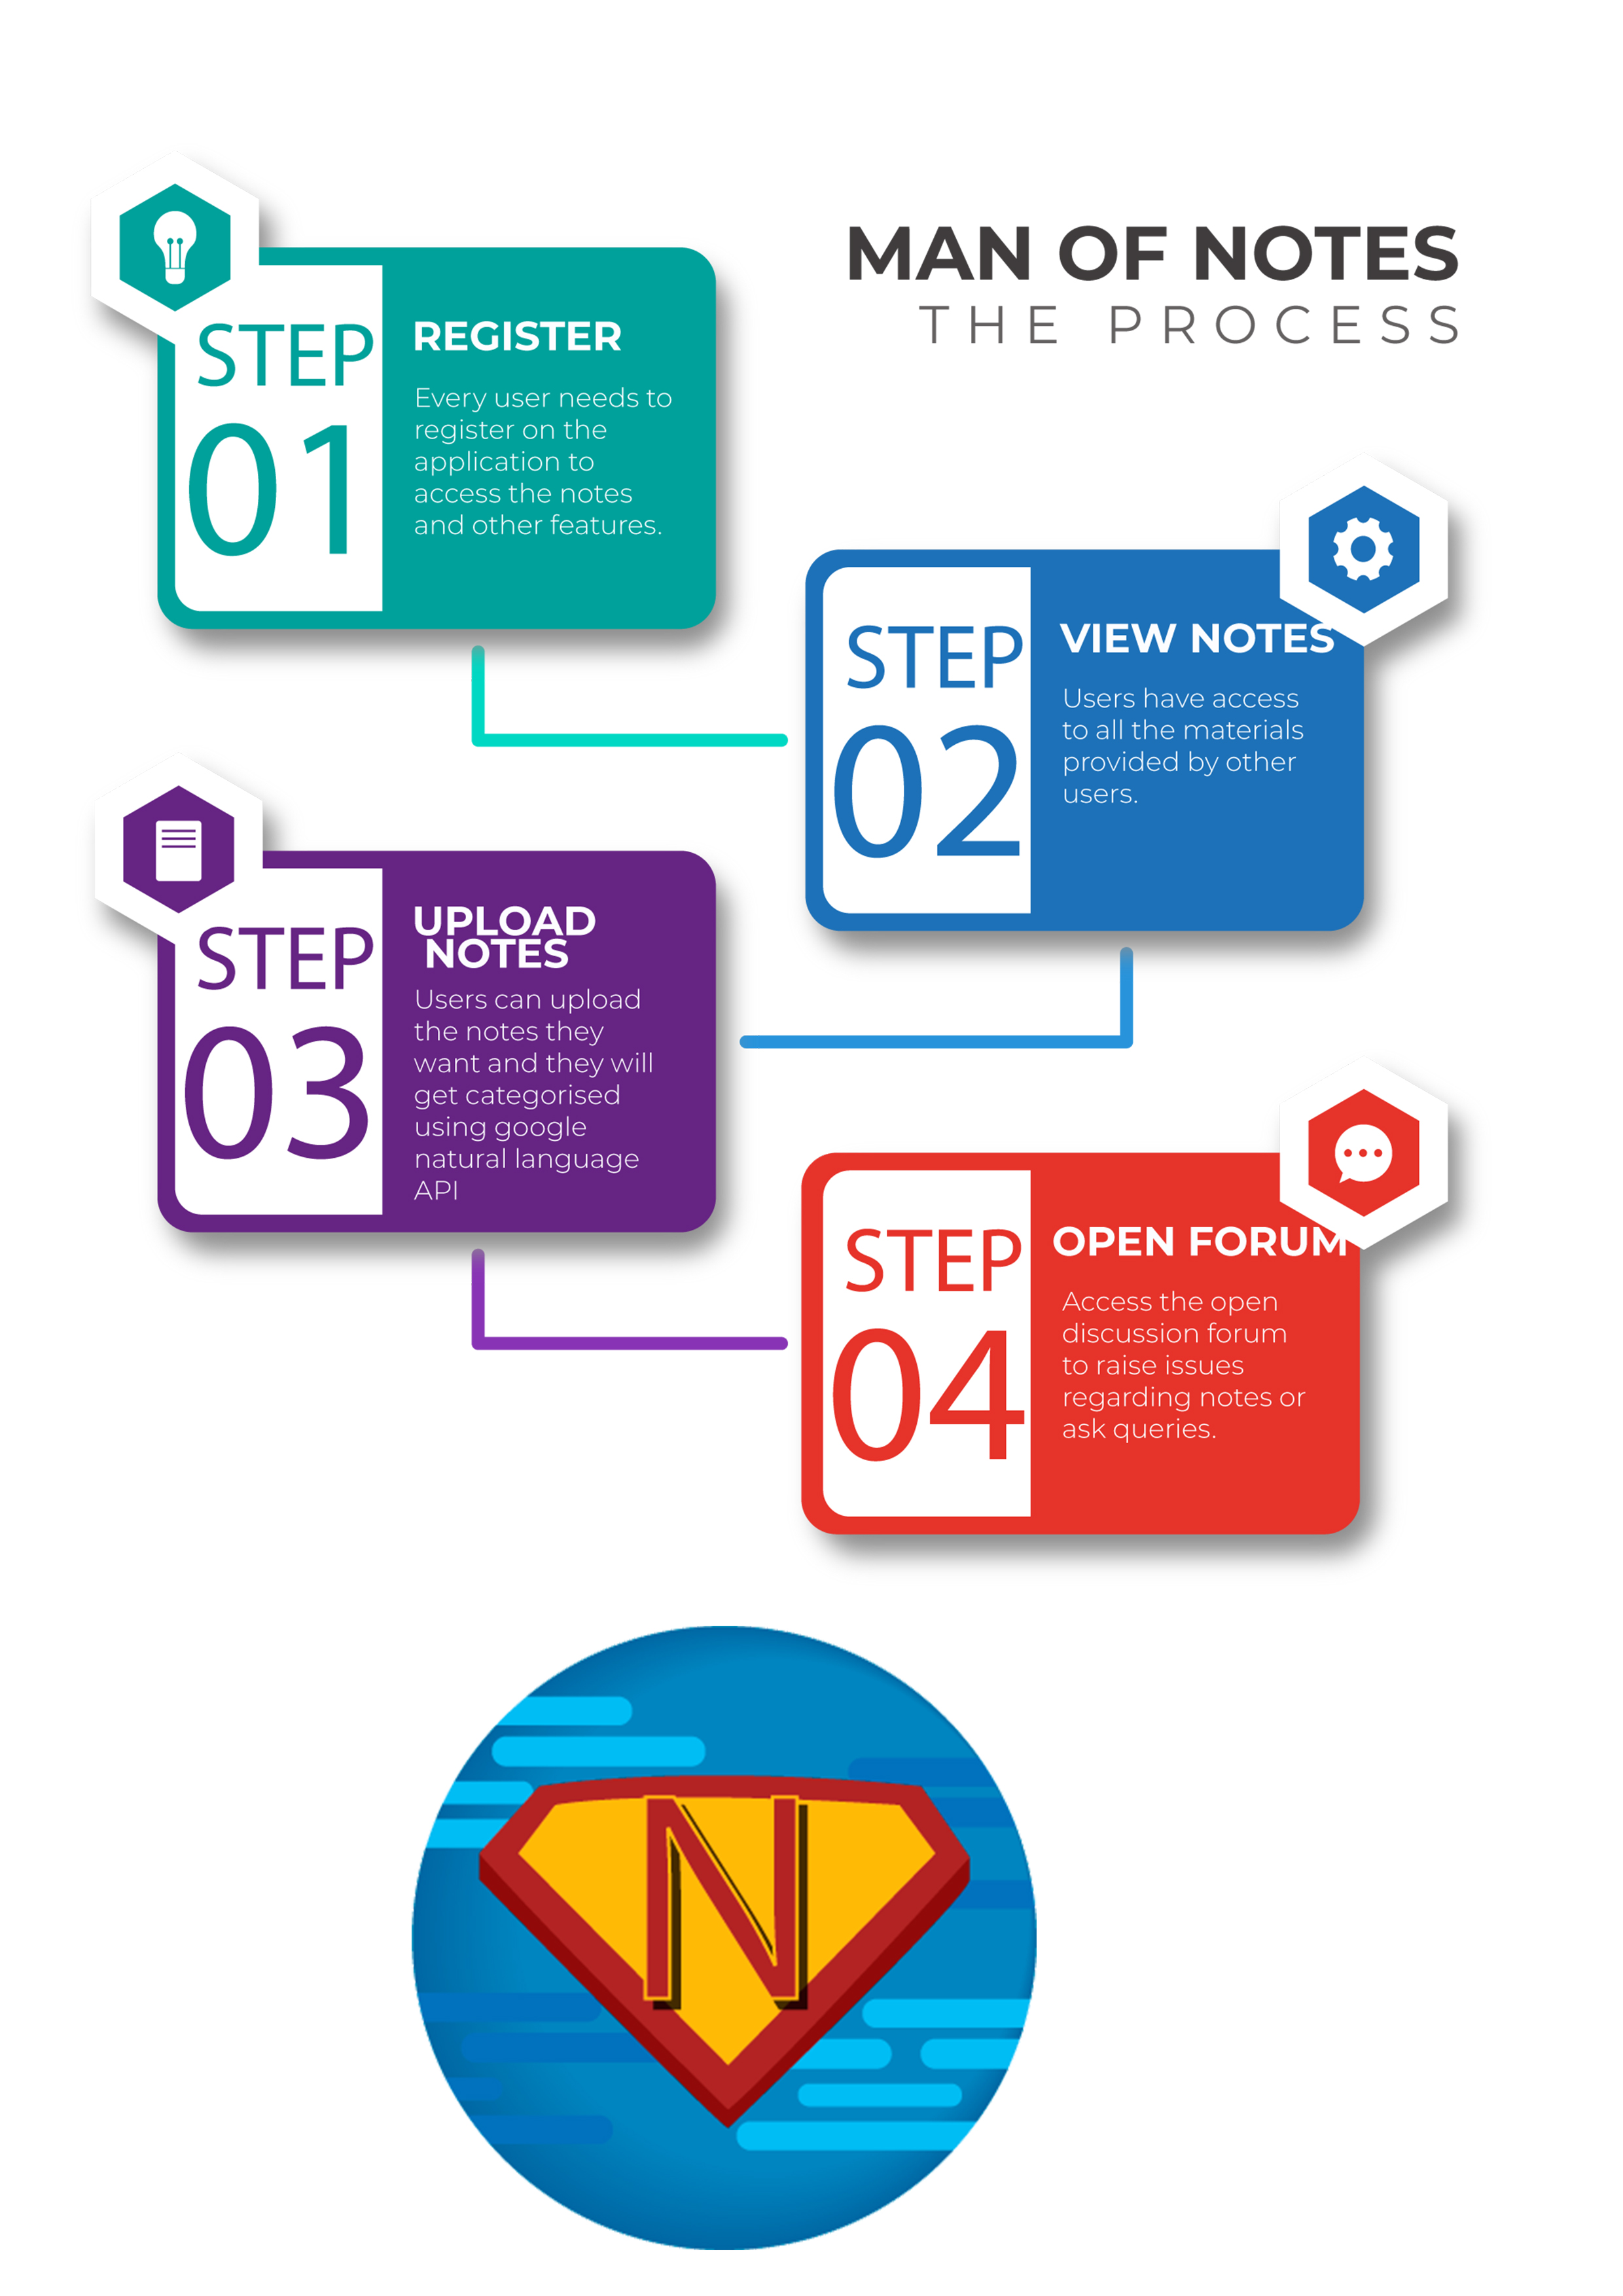 MAN OF NOTES
THE PROCESS
STEP
01
REGISTER
Every user needs to
register on the
application to
access the notes
and other features.
STEP
02
VIEW NOTES
Users have access
to all the materials
provided by other
users.
STEP
03
UPLOAD
NOTES
Users can upload
the notes they
want and they will
get categorised
using google
natural language
API
STEP
04
OPEN FORUM
Access the open
discussion forum
to raise issues
regarding notes or
ask queries.
N